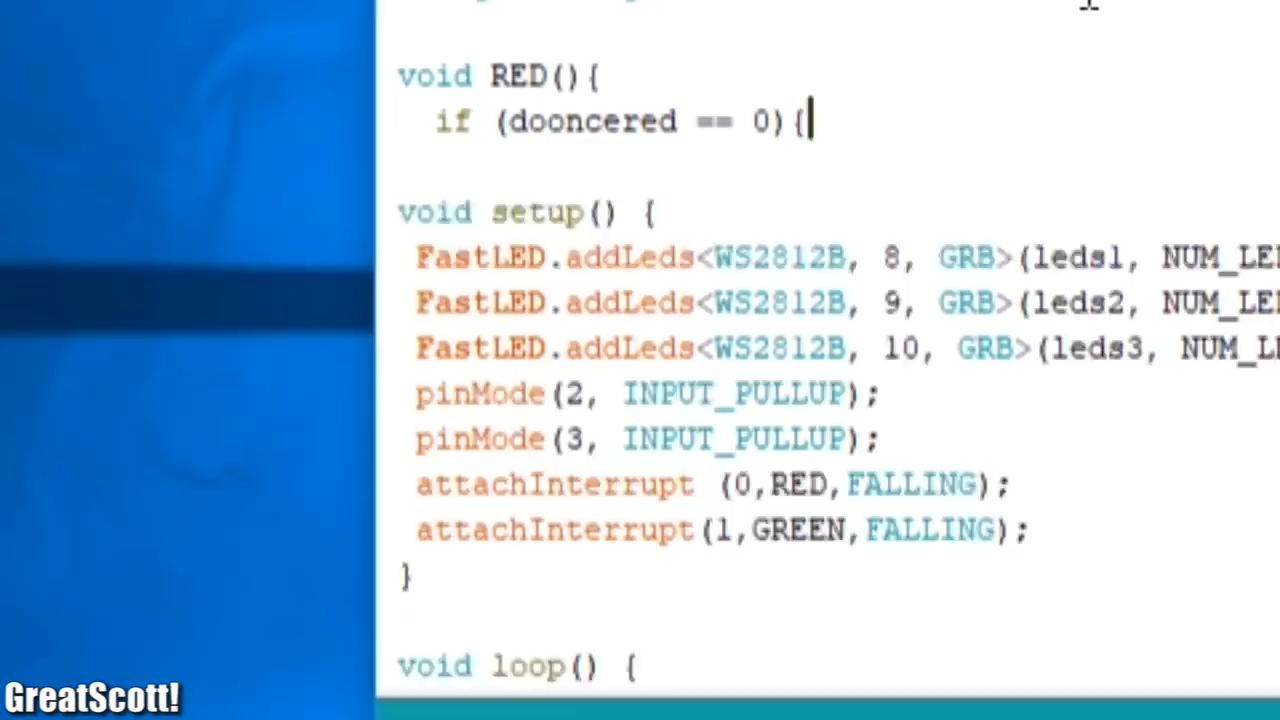 void RED(){
if (dooncered == 0){
void setup() {
FastLED.addLeds<WS2812B, 8, GRB>(leds1, NUM_LE
FastLED.addLeds<WS2812B, 9, GRB>(leds2, NUM_LE
FastLED.addLeds<WS2812B, 10, GRB>(leds3, NUM_L
pinMode(2, INPUT_PULLUP);
pinMode(3, INPUT_PULLUP);
attachInterrupt (0,RED,FALLING);
attachInterrupt(1,GREEN,FALLING);
}
void loop() {
GreatScott!